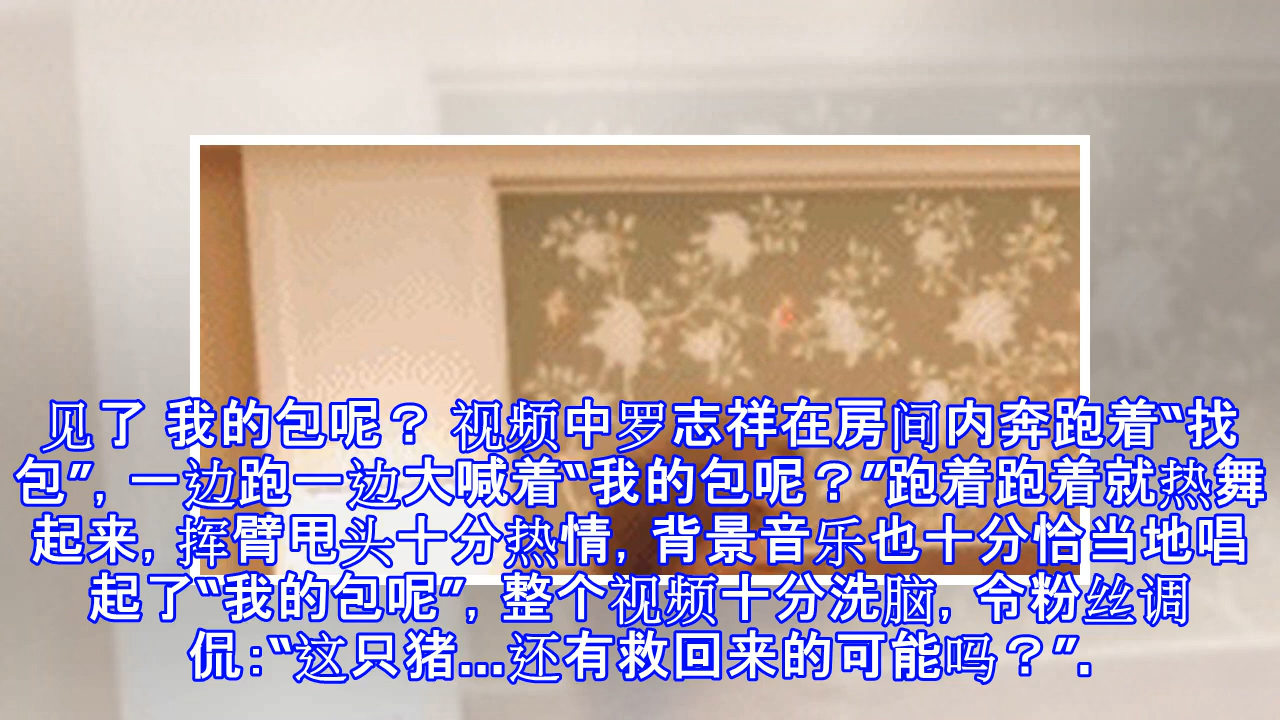 见了 我的包呢？ 视频中罗志祥在房间内奔跑着“找
包”, 一边跑一边大喊着“我的包呢？”跑着跑着就热舞
起来, 挥臂甩头十分热情, 背景音乐也十分恰当地唱
起了“我的包呢”, 整个视频十分洗脑, 令粉丝调
侃:“这只猪...还有救回来的可能吗？”.